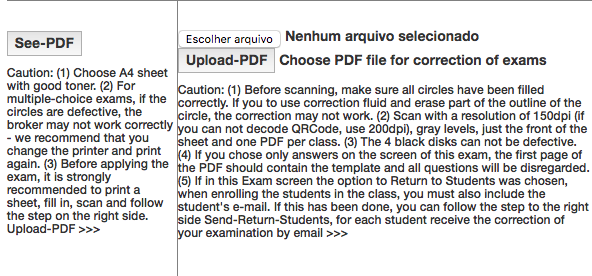 See-PDF
Caution: (1) Choose A4 sheet
with good toner. (2) For
multiple-choice exams, if the
circles are defective, the
broker may not work correctly
- we recommend that you
change the printer and print
again. (3) Before applying the
exam, it is strongly
recommended to print a
sheet, fill in, scan and follow
the step on the right side.
Upload-PDF >>>
Escolher arquivo Nenhum arquivo selecionado
Upload-PDF Choose PDF file for correction of exams
Caution: (1) Before scanning, make sure all circles have been filled
correctly. If you to use correction fluid and erase part of the outline of the
circle, the correction may not work. (2) Scan with a resolution of 150dpi (if
you can not decode QRCode, use 200dpi), gray levels, just the front of the
sheet and one PDF per class. (3) The 4 black disks can not be defective.
(4) If you chose only answers on the screen of this exam, the first page of
the PDF should contain the template and all questions will be disregarded.
(5) If in this Exam screen the option to Return to Students was chosen,
when enrolling the students in the class, you must also include the
student's e-mail. If this has been done, you can follow the step to the right
side Send-Return-Students, for each student receive the correction of
your examination by email >>>